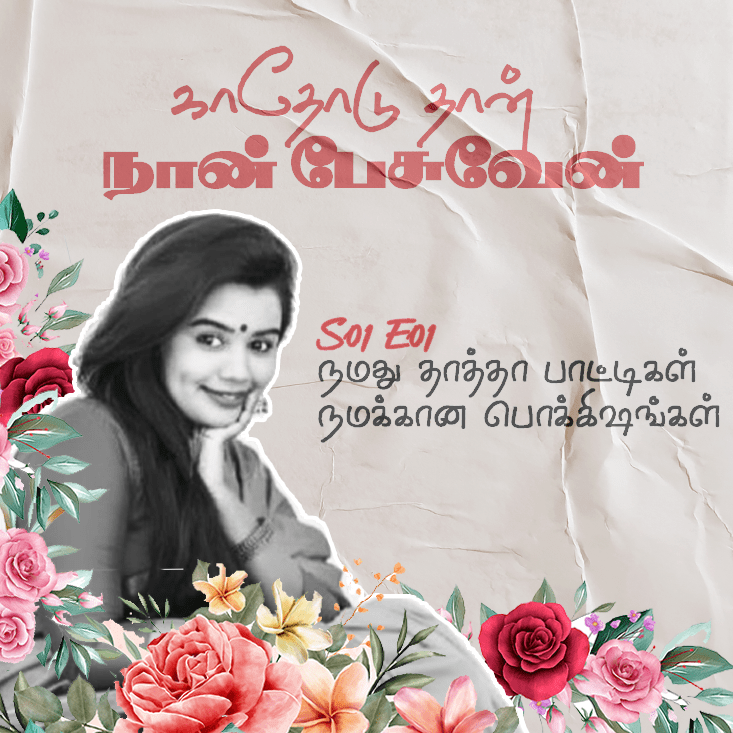 காதோடு தான்
நான் பேசுவேன்
S01 E01
நமது தாத்தா பாட்டிகள்
நமக்கான பொக்கிஷங்கள்